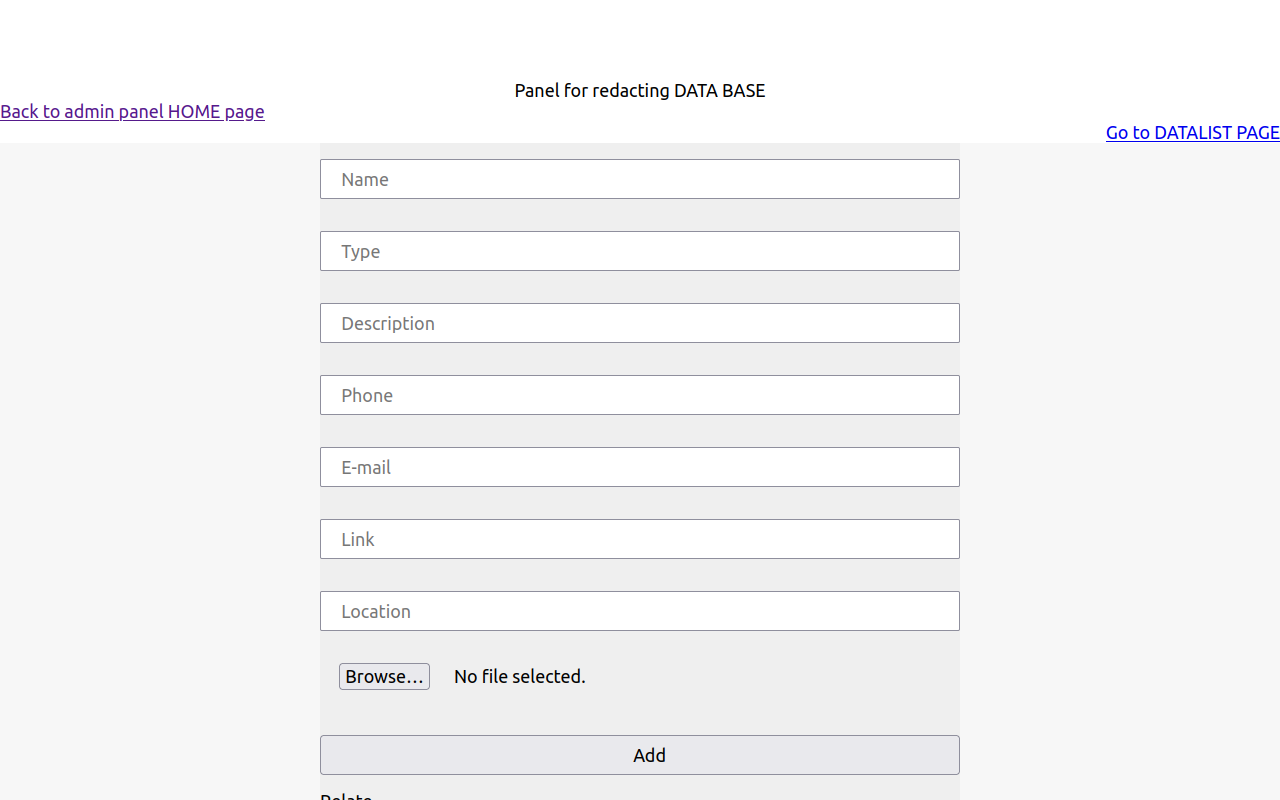 Panel for redacting DATA BASE
Back to admin panel HOME page
Go to DATALIST PAGE
Name
Type
Description
Phone
E-mail
Link
Location
Browse... No file selected.
Add